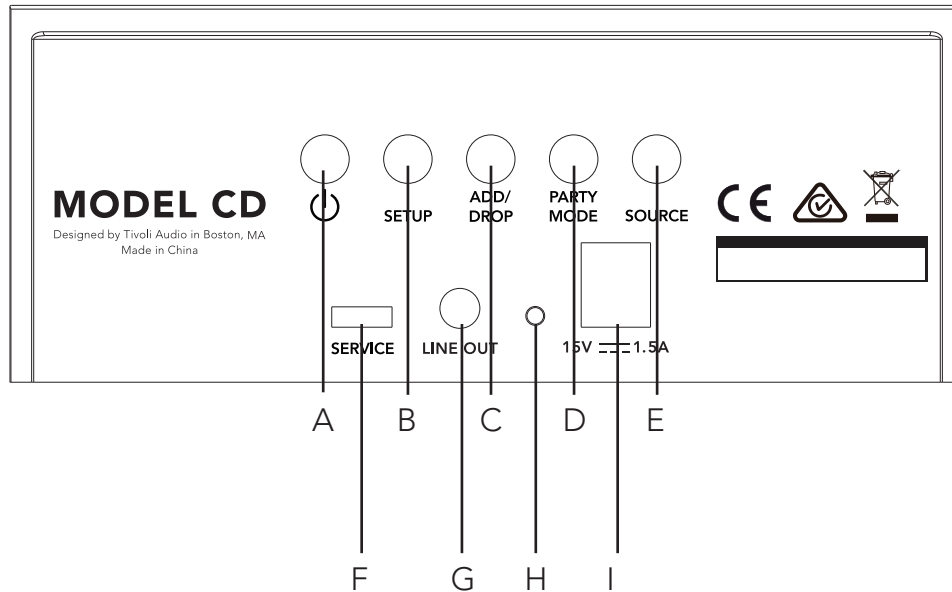 MODEL CD
Designed by Tivoli Audio in Boston, MA
Made in China
SETUP
ADD/
DROP
PARTY
MODE
SOURCE
CE
SERVICE
LINE OUT
15V 1.5A
A B C D E
F G H I